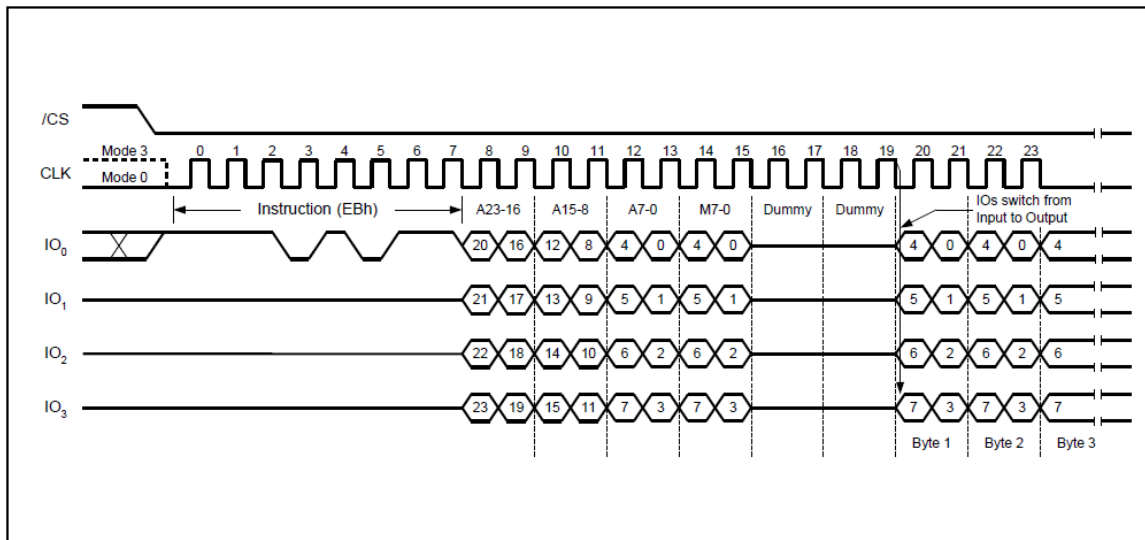 /CS
Mode 3 0 1 2 3 4 5 6 7 8 9 10 11 12 13 14 15 16 17 18 19 20 21 22 23
CLK
Mode 0
Instruction (EBh) A23-16 A15-8 A7-0 M7-0 Dummy Dummy IOs switch from
Input to Output
IO0 20 16 12 8 4 0 4 0 4 0 4 0 4
IO1 21 17 13 9 5 1 5 1 5 1 5 1 5
IO2 22 18 14 10 6 2 6 2 6 2 6 2 6
IO3 23 19 15 11 7 3 7 3 7 3 7 3 7
Byte 1 Byte 2 Byte 3